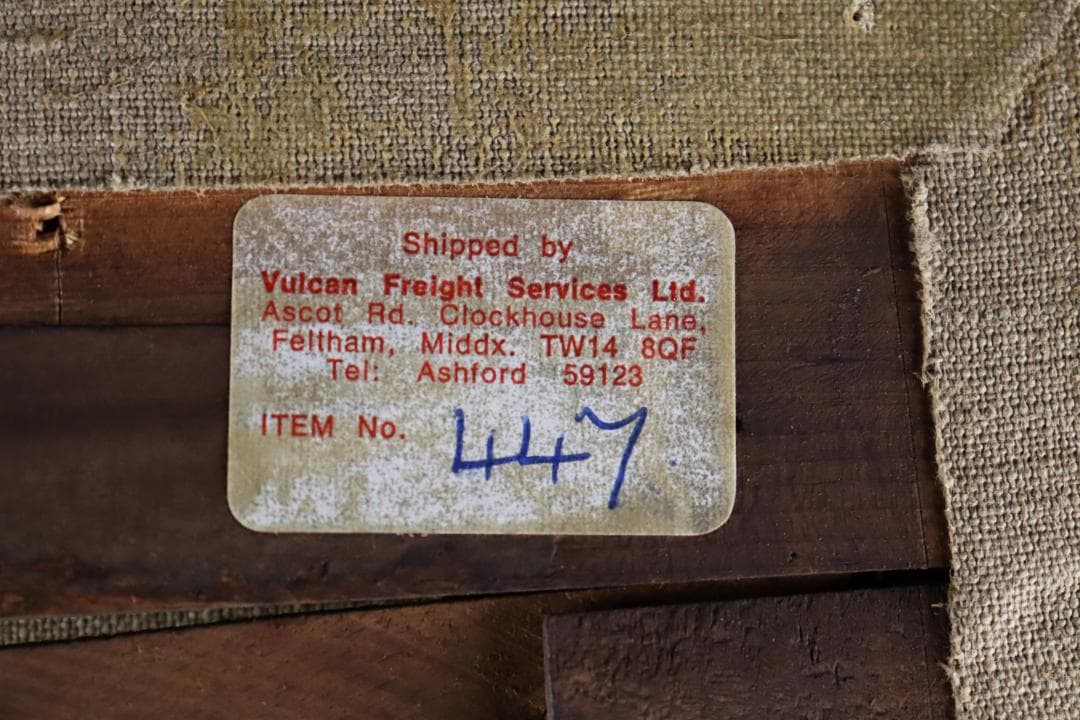 Shipped by
Vulcan Freight Services Ltd.
Ascot Rd. Clockhouse Lane,
Feltham, Middx. TW14 8QF
Tel: Ashford 59123
ITEM No. 447